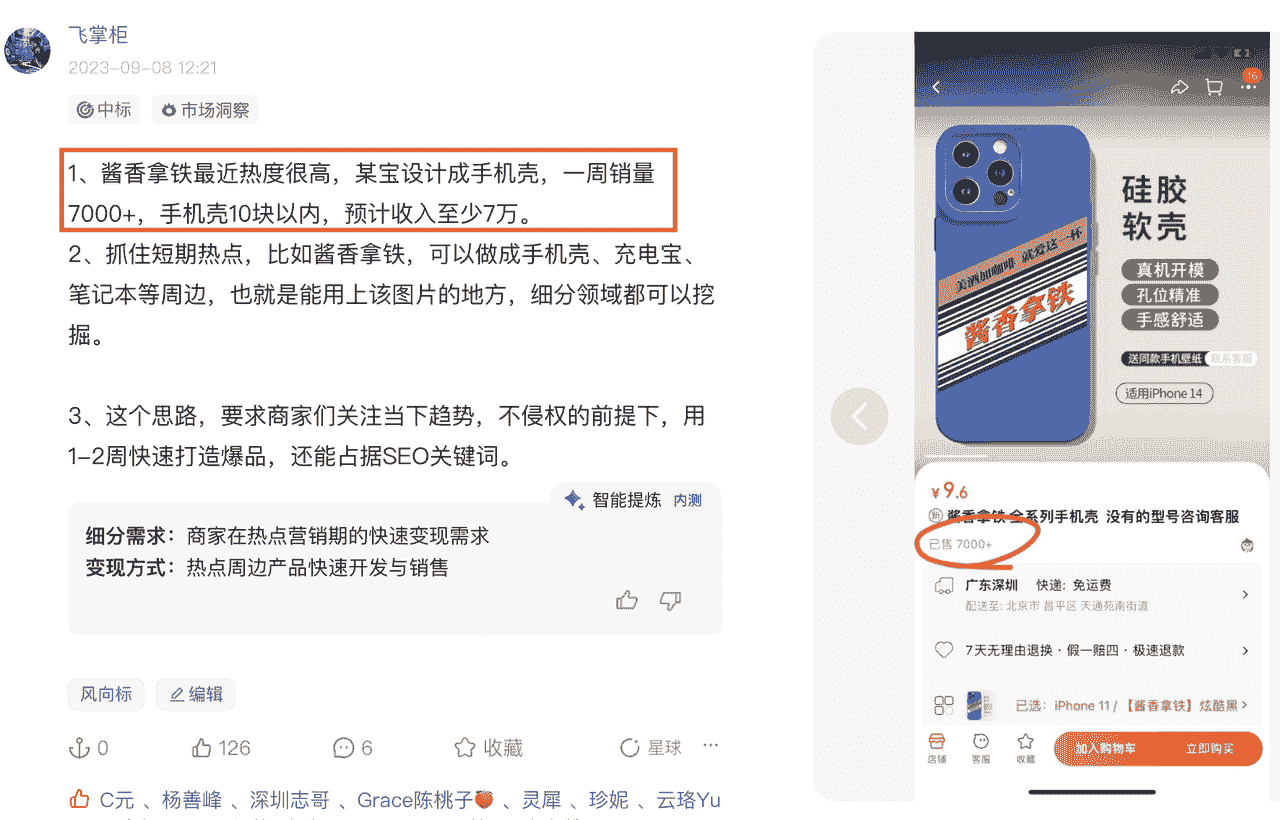 飞掌柜
2023-09-08 12:21
中标
市场洞察
1、酱香拿铁最近热度很高，某宝设计成手机壳，一周销量
7000+，手机壳10块以内，预计收入至少7万。
2、抓住短期热点，比如酱香拿铁，可以做成手机壳、充电宝、
笔记本等周边，也就是能用上该图片的地方，细分领域都可以挖
掘。
3、这个思路，要求商家们关注当下趋势，不侵权的前提下，用
1-2周快速打造爆品，还能占据SEO关键词。
智能提炼 内测
细分需求：商家在热点营销期的快速变现需求
变现方式：热点周边产品快速开发与销售
风向标
编辑
0
126
6
收藏
星球
C元 、杨善峰 、深圳志哥 、Grace陈桃子 、灵犀 、珍妮 、云珞Yu
16
美酒加咖啡 就爱这一杯
酱香拿铁
硅胶
软壳
真机开模
孔位精准
手感舒适
送同款手机壁纸
联系客服
适用iPhone 14
¥9.6
新 酱香拿铁 全系列手机壳 没有的型号咨询客服
已售 7000+
广东深圳 快递：免运费
配送至: 北京市 昌平区 天通苑南街道
7天无理由退换 · 假一赔四 · 极速退款
已选： iPhone 11 / 【酱香拿铁】炫酷黑
店铺
客服
收藏
加入购物车
立即购买